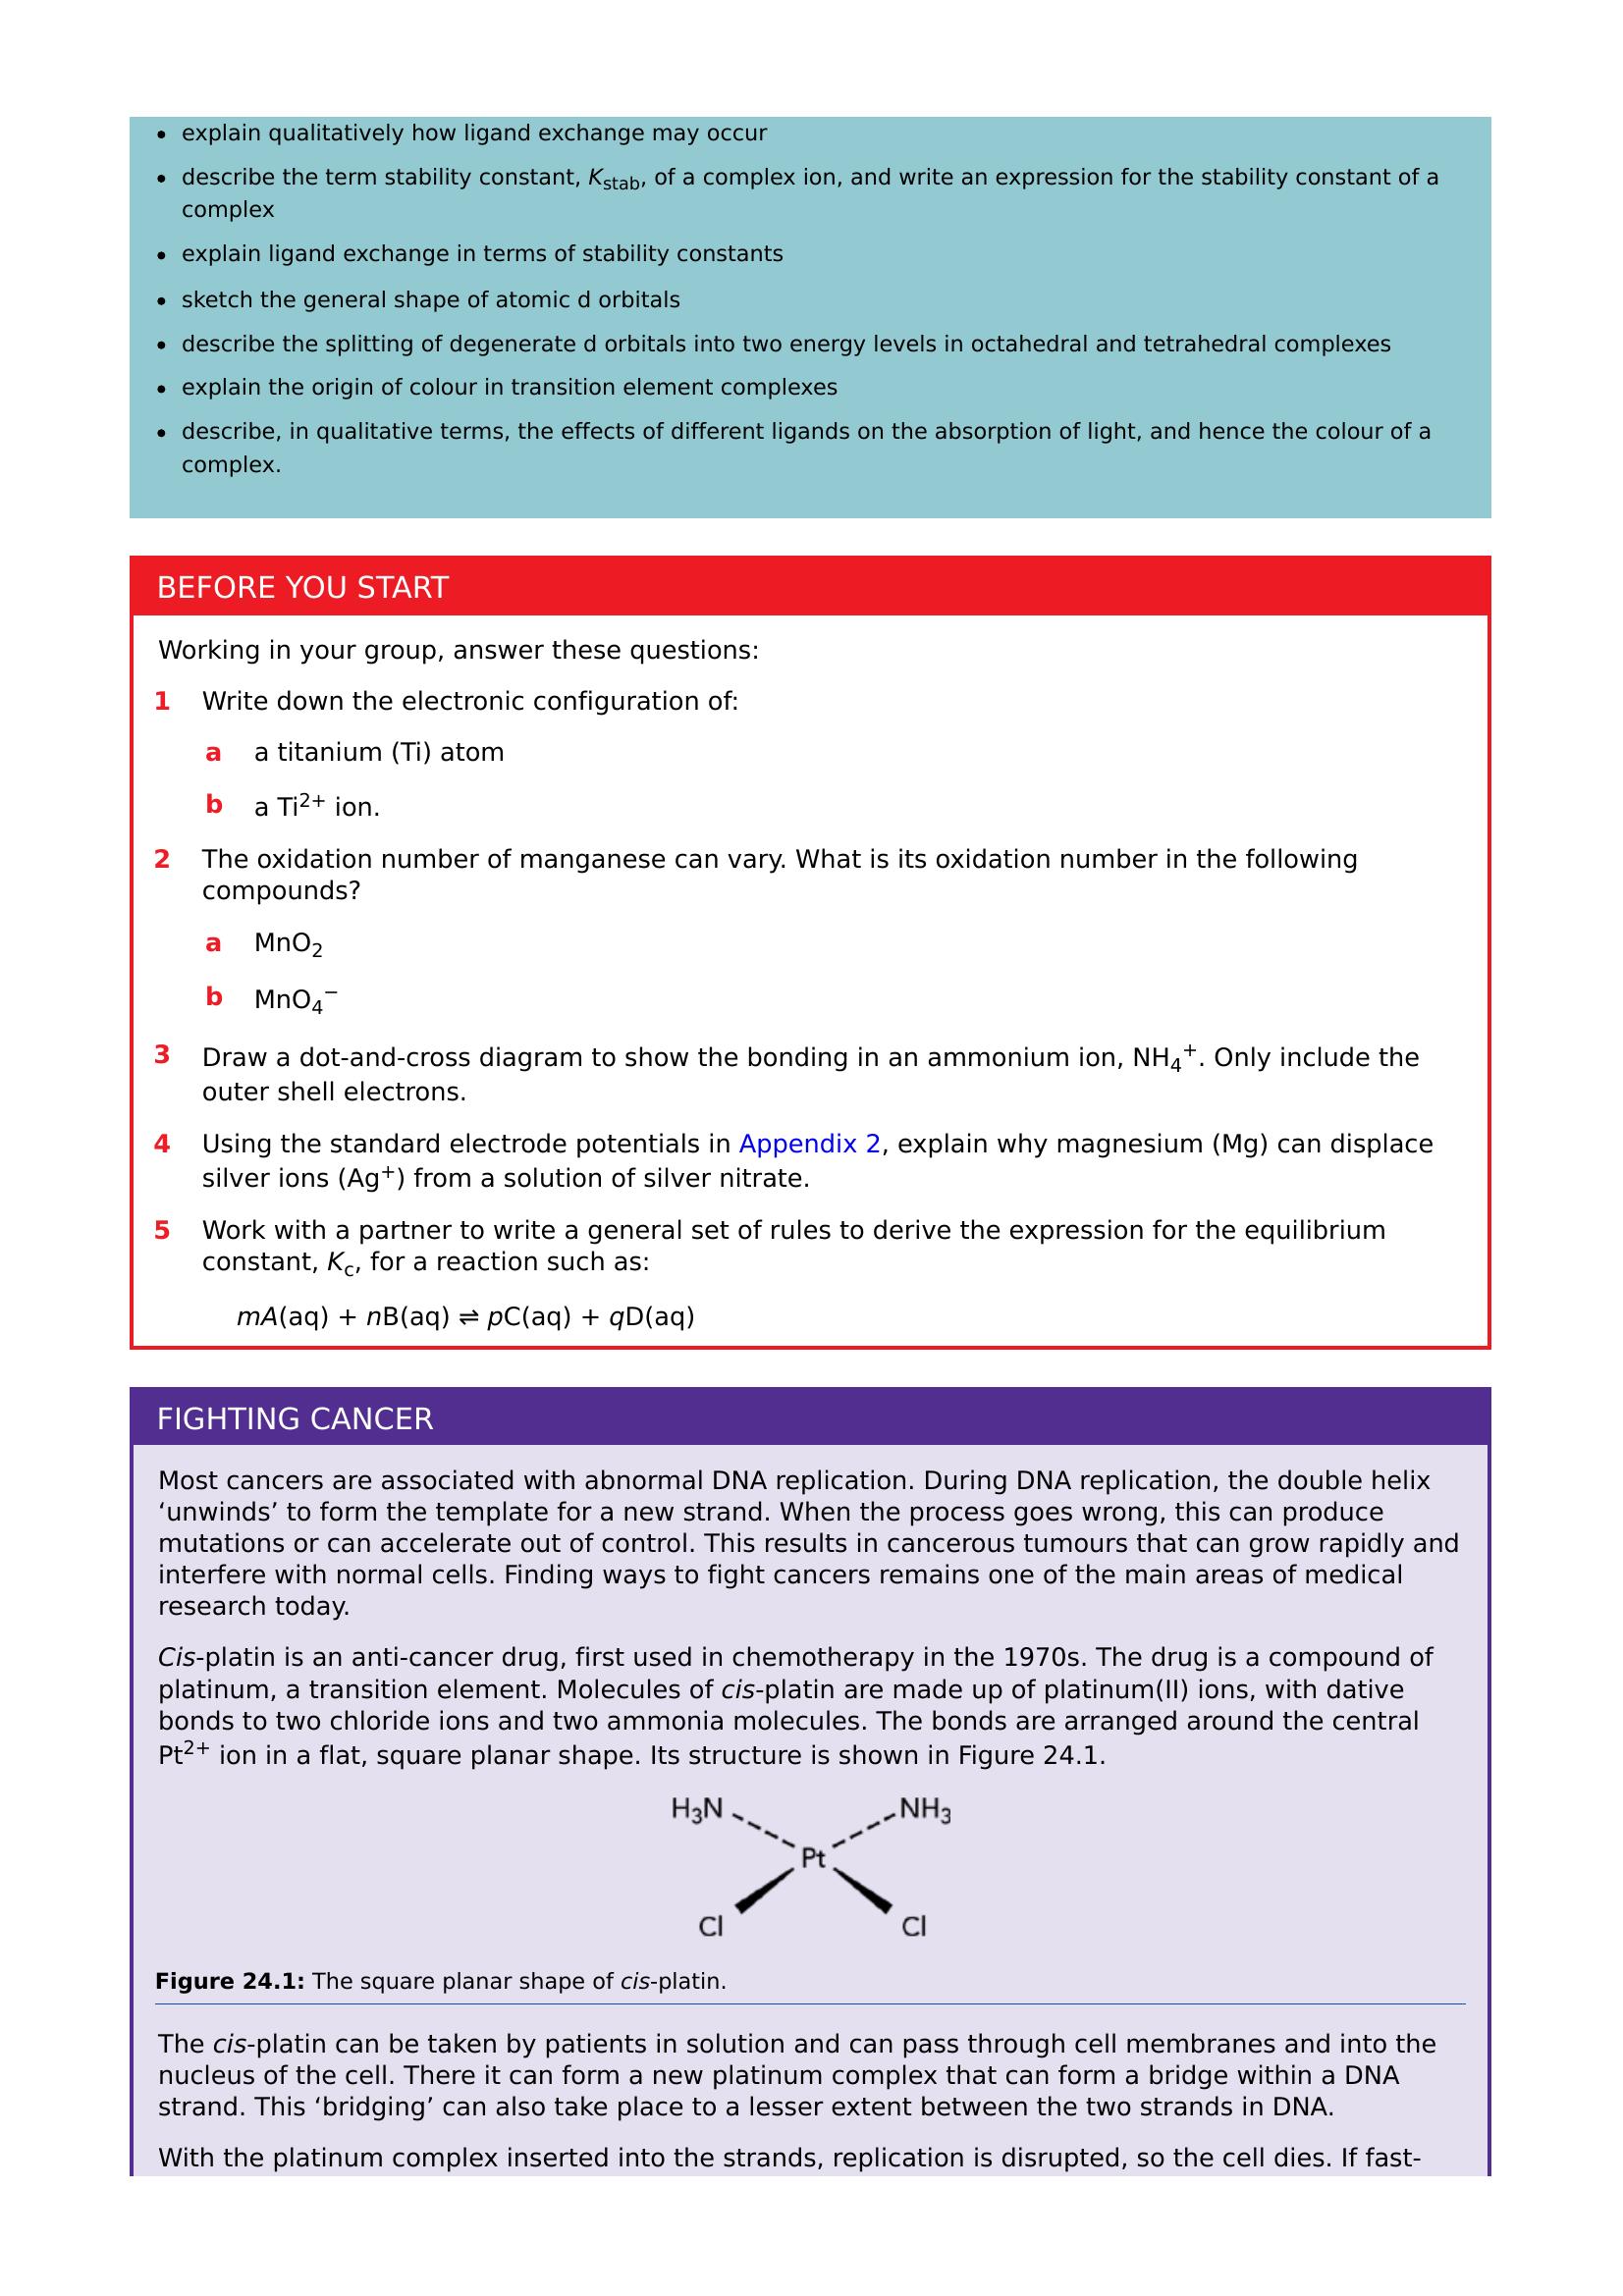 • explain qualitatively how ligand exchange may occur
• describe the term stability constant, Kstab, of a complex ion, and write an expression for the stability constant of a
complex
• explain ligand exchange in terms of stability constants
• sketch the general shape of atomic d orbitals
• describe the splitting of degenerate d orbitals into two energy levels in octahedral and tetrahedral complexes
• explain the origin of colour in transition element complexes
• describe, in qualitative terms, the effects of different ligands on the absorption of light, and hence the colour of a
complex.
BEFORE YOU START
Working in your group, answer these questions:
1 Write down the electronic configuration of:
a a titanium (Ti) atom
b a Ti²⁺ ion.
2 The oxidation number of manganese can vary. What is its oxidation number in the following
compounds?
a MnO₂
b MnO₄⁻
3 Draw a dot-and-cross diagram to show the bonding in an ammonium ion, NH₄⁺. Only include the
outer shell electrons.
4 Using the standard electrode potentials in Appendix 2, explain why magnesium (Mg) can displace
silver ions (Ag⁺) from a solution of silver nitrate.
5 Work with a partner to write a general set of rules to derive the expression for the equilibrium
constant, Kc, for a reaction such as:
mA(aq) + nB(aq) ⇌ pC(aq) + qD(aq)
FIGHTING CANCER
Most cancers are associated with abnormal DNA replication. During DNA replication, the double helix
‘unwinds’ to form the template for a new strand. When the process goes wrong, this can produce
mutations or can accelerate out of control. This results in cancerous tumours that can grow rapidly and
interfere with normal cells. Finding ways to fight cancers remains one of the main areas of medical
research today.
Cis-platin is an anti-cancer drug, first used in chemotherapy in the 1970s. The drug is a compound of
platinum, a transition element. Molecules of cis-platin are made up of platinum(II) ions, with dative
bonds to two chloride ions and two ammonia molecules. The bonds are arranged around the central
Pt²⁺ ion in a flat, square planar shape. Its structure is shown in Figure 24.1.
H₃N NH₃
Pt
Cl Cl
Figure 24.1: The square planar shape of cis-platin.
The cis-platin can be taken by patients in solution and can pass through cell membranes and into the
nucleus of the cell. There it can form a new platinum complex that can form a bridge within a DNA
strand. This ‘bridging’ can also take place to a lesser extent between the two strands in DNA.
With the platinum complex inserted into the strands, replication is disrupted, so the cell dies. If fast-